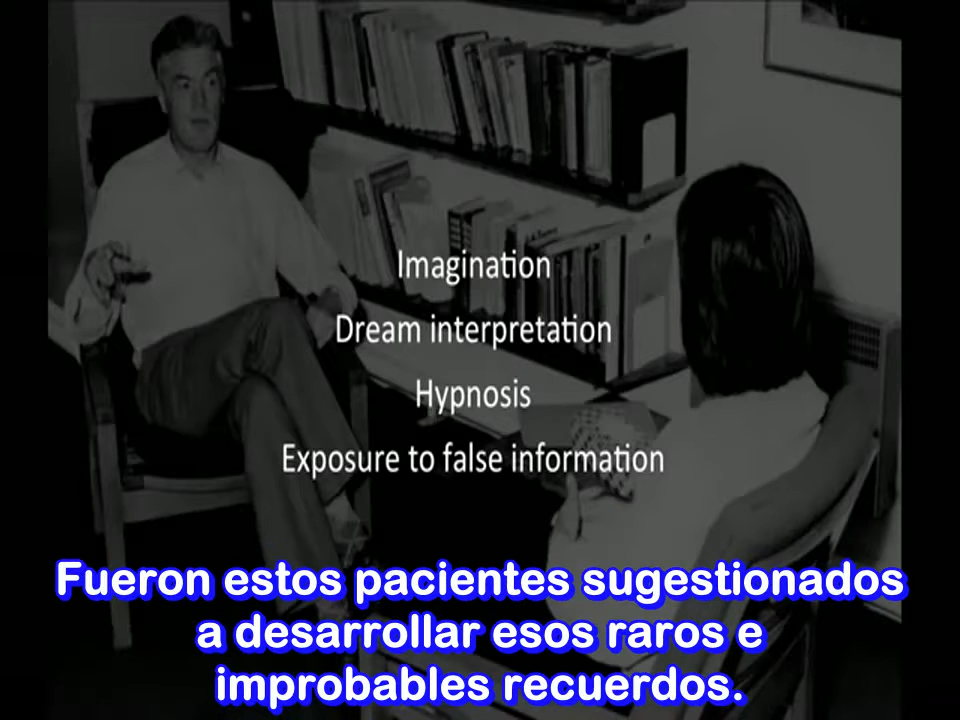 Imagination
Dream interpretation
Hypnosis
Exposure to false information
Fueron estos pacientes sugestionados
a desarrollar esos raros e
improbables recuerdos.